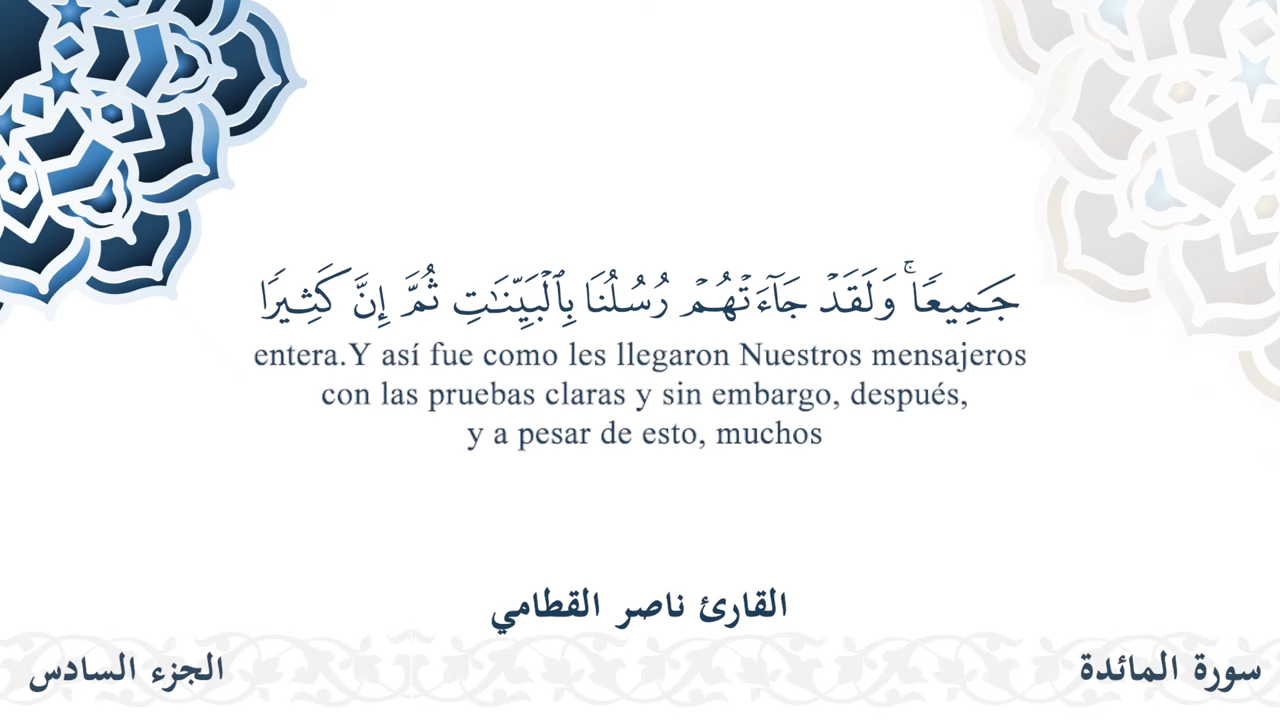 جَمِيعًاۚ وَلَقَدۡ جَآءَتۡهُمۡ رُسُلُنَا بِٱلۡبَيِّنَٰتِ ثُمَّ إِنَّ كَثِيرًا
entera.Y así fue como les llegaron Nuestros mensajeros
con las pruebas claras y sin embargo, después,
y a pesar de esto, muchos
القارئ ناصر القطامي
سورة المائدة
الجزء السادس